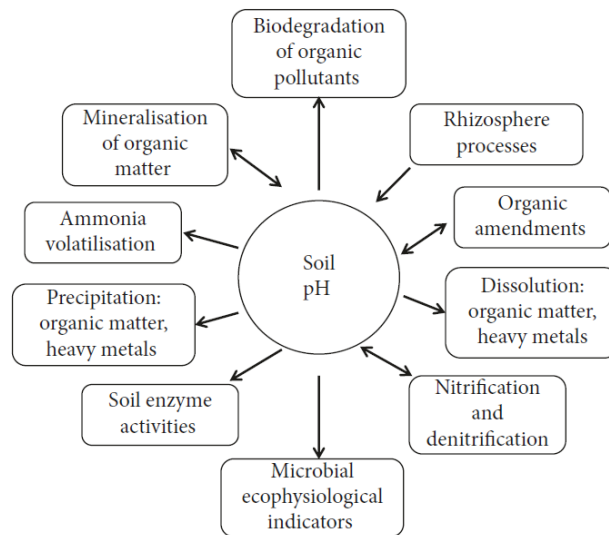 Biodegradation
of organic
pollutants
Mineralisation
of organic
matter
Rhizosphere
processes
Ammonia
volatilisation
Organic
amendments
Soil
pH
Precipitation:
organic matter,
heavy metals
Dissolution:
organic matter,
heavy metals
Soil enzyme
activities
Nitrification
and
denitrification
Microbial
ecophysiological
indicators